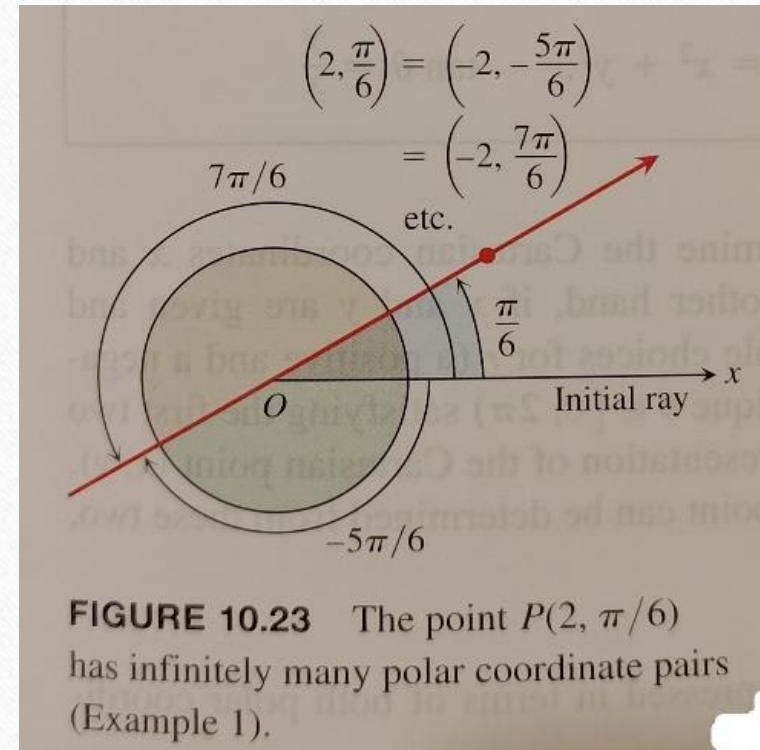 (2, π/6) = (-2, -5π/6)
= (-2, 7π/6)
etc.
7π/6
π/6
x
O
Initial ray
-5π/6
FIGURE 10.23 The point P(2, π/6)
has infinitely many polar coordinate pairs
(Example 1).